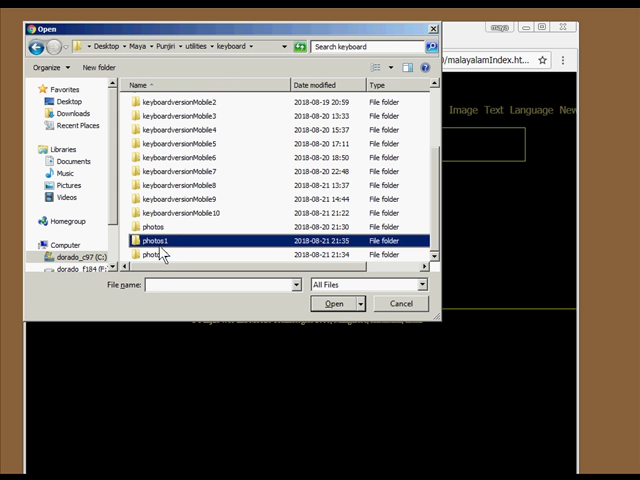 Open
maya
Desktop ▸ Maya ▸ Punjiri ▸ utilities ▸ keyboard ▸
Search keyboard
)/malayalamIndex.ht...
Organize New folder
Name Date modified Type
Favorites
Desktop
Downloads
Recent Places
Libraries
Documents
Music
Pictures
Videos
Homegroup
Computer
dorado_c97 (C:)
dorado_f184 (F:
keyboardversionMobile2 2018-08-19 20:59 File folder
keyboardversionMobile3 2018-08-20 13:33 File folder
keyboardversionMobile4 2018-08-20 15:37 File folder
keyboardversionMobile5 2018-08-20 17:11 File folder
keyboardversionMobile6 2018-08-20 18:50 File folder
keyboardversionMobile7 2018-08-20 22:48 File folder
keyboardversionMobile8 2018-08-21 13:37 File folder
keyboardversionMobile9 2018-08-21 14:44 File folder
keyboardversionMobile10 2018-08-21 21:22 File folder
photos 2018-08-20 21:30 File folder
photos1 2018-08-21 21:35 File folder
photo 2018-08-21 21:34 File folder
Image Text Language New
File name: All Files
Open Cancel